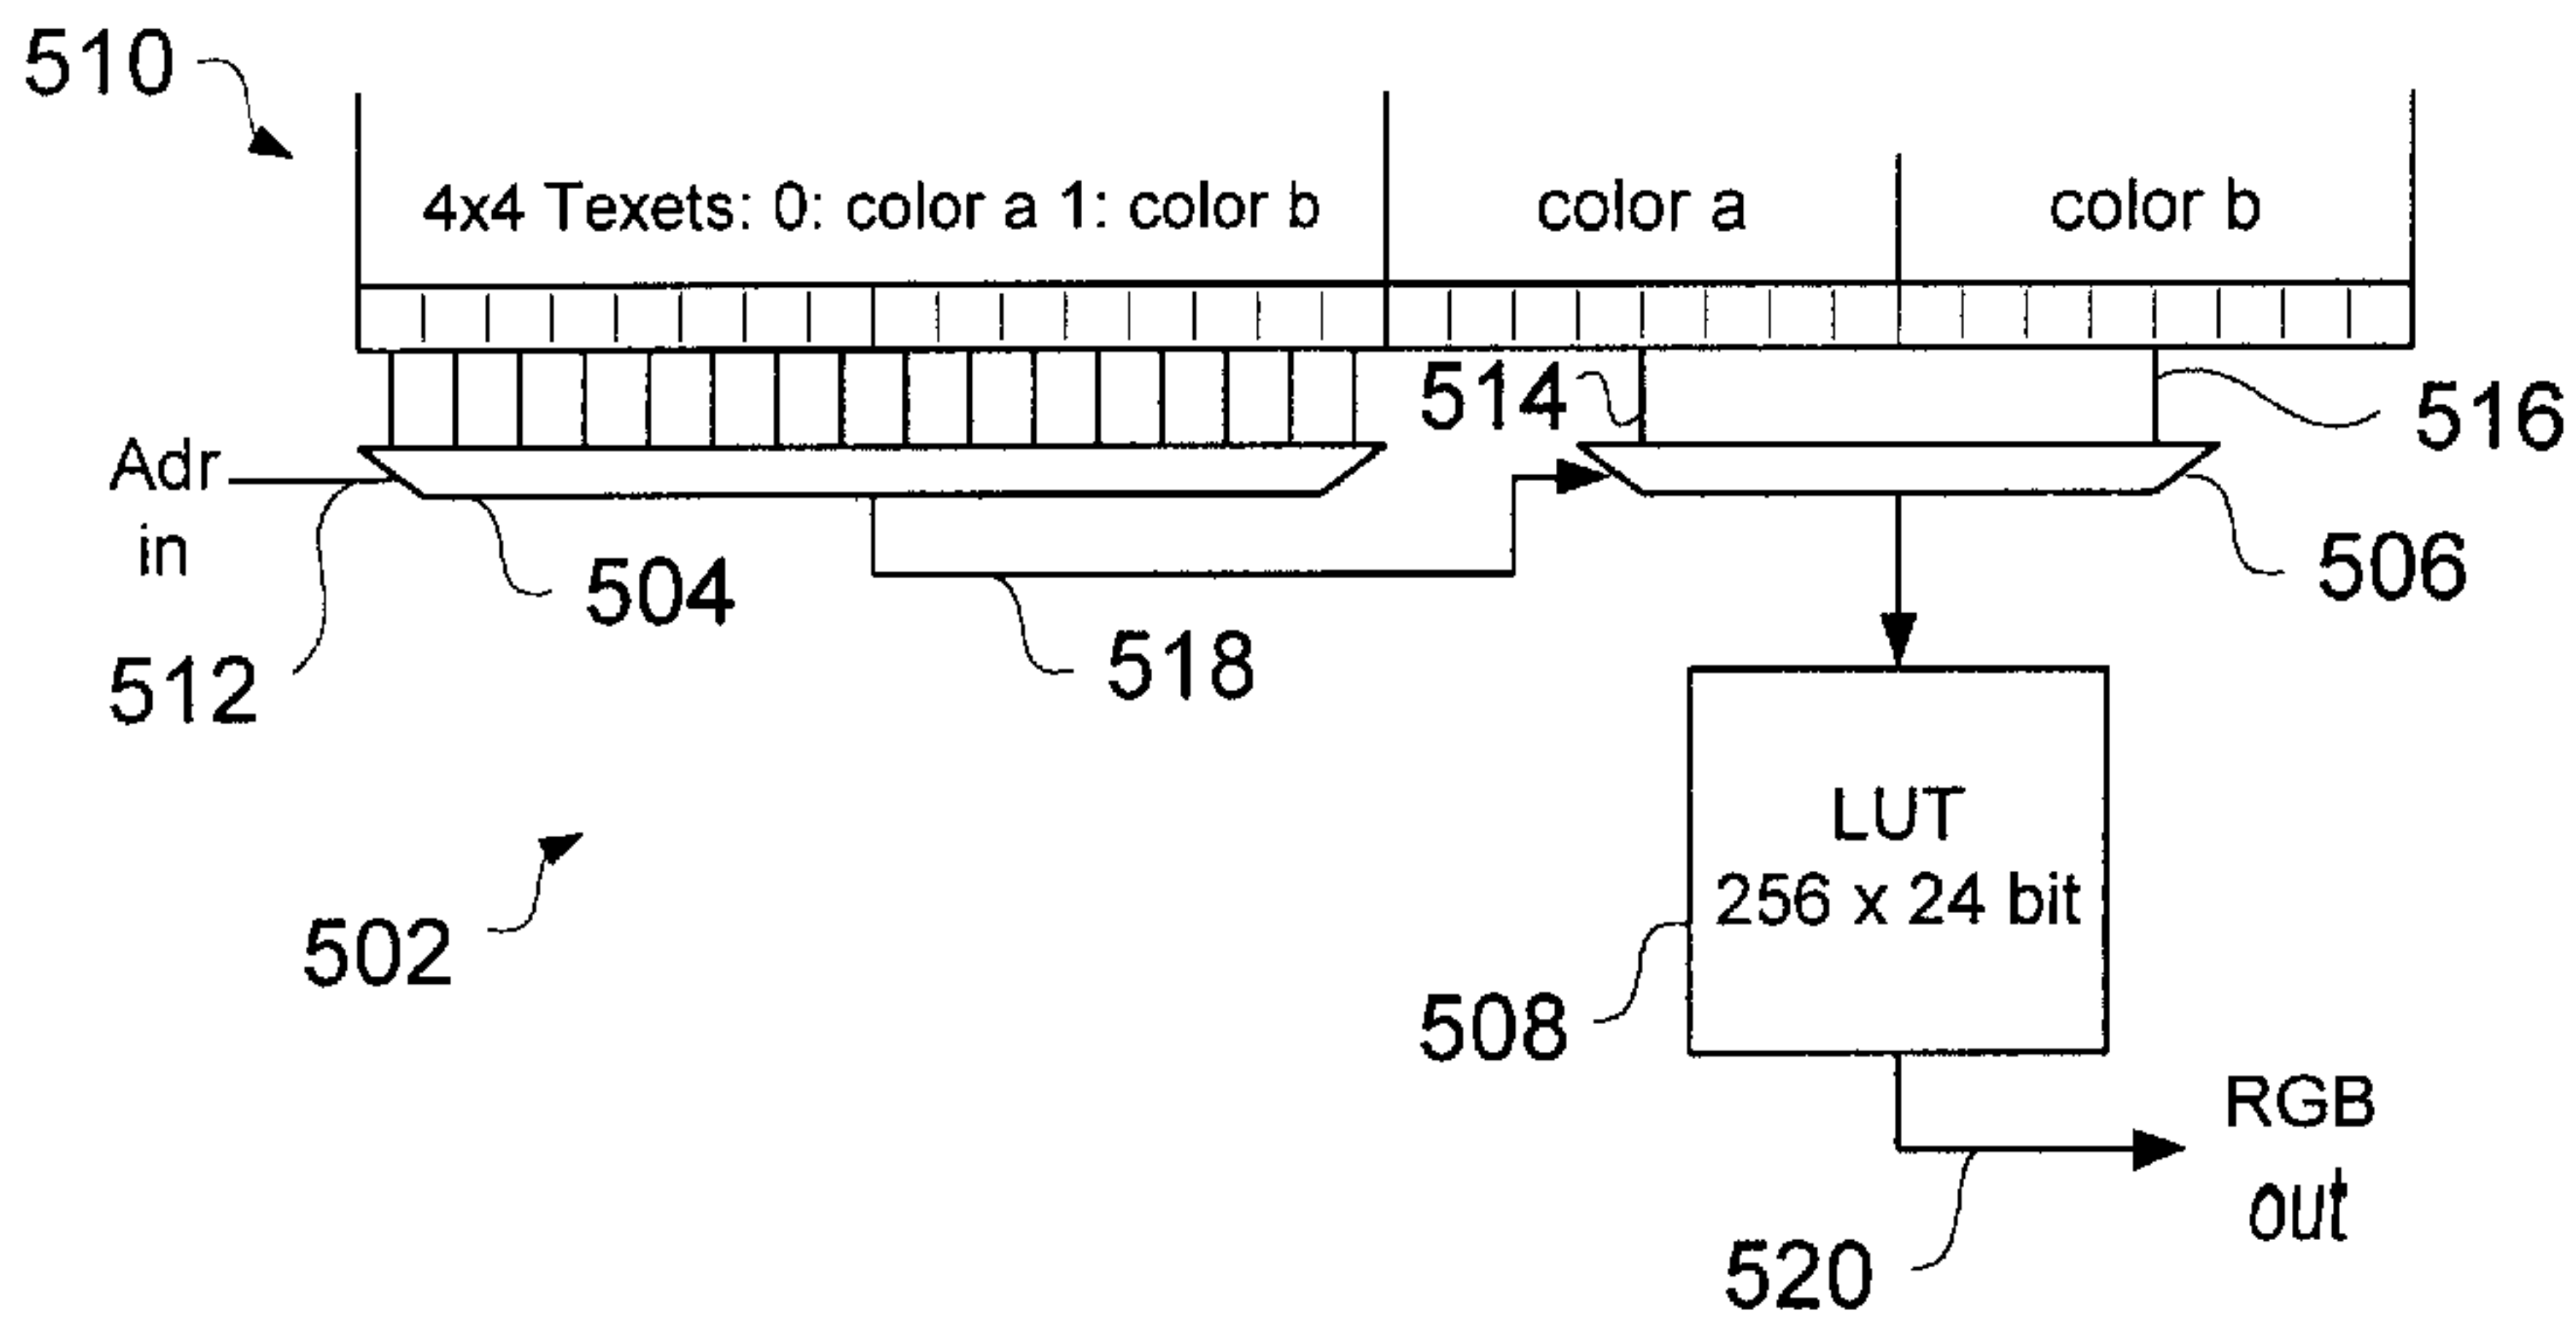 510
4x4 Texets: 0: color a 1: color b
color a
color b
514
516
Adr
in
504
506
512
518
502
LUT
256 x 24 bit
508
RGB
out
520